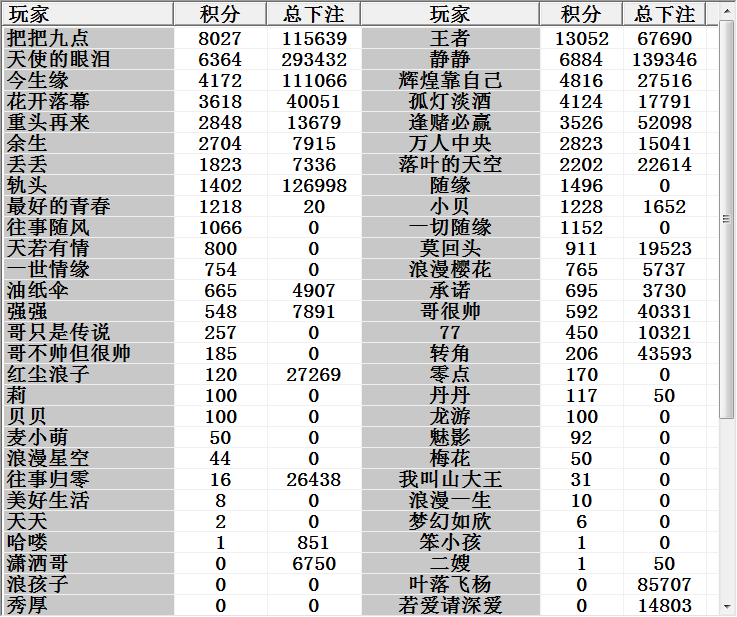 玩家 积分 总下注 玩家 积分 总下注
把把九点 8027 115639 王者 13052 67690
天使的眼泪 6364 293432 静静 6884 139346
今生缘 4172 111066 辉煌靠自己 4816 27516
花开落幕 3618 40051 孤灯淡酒 4124 17791
重头再来 2848 13679 逢赌必赢 3526 52098
余生 2704 7915 万人中央 2823 15041
丢丢 1823 7336 落叶的天空 2202 22614
轨头 1402 126998 随缘 1496 0
最好的青春 1218 20 小贝 1228 1652
往事随风 1066 0 一切随缘 1152 0
天若有情 800 0 莫回头 911 19523
一世情缘 754 0 浪漫樱花 765 5737
油纸伞 665 4907 承诺 695 3730
强强 548 7891 哥很帅 592 40331
哥只是传说 257 0 77 450 10321
哥不帅但很帅 185 0 转角 206 43593
红尘浪子 120 27269 零点 170 0
莉 100 0 丹丹 117 50
贝贝 100 0 龙游 100 0
麦小萌 50 0 魅影 92 0
浪漫星空 44 0 梅花 50 0
往事归零 16 26438 我叫山大王 31 0
美好生活 8 0 浪漫一生 10 0
天天 2 0 梦幻如欣 6 0
哈喽 1 851 笨小孩 1 0
潇洒哥 0 6750 二嫂 1 50
浪孩子 0 0 叶落飞杨 0 85707
秀厚 0 0 若爱请深爱 0 14803